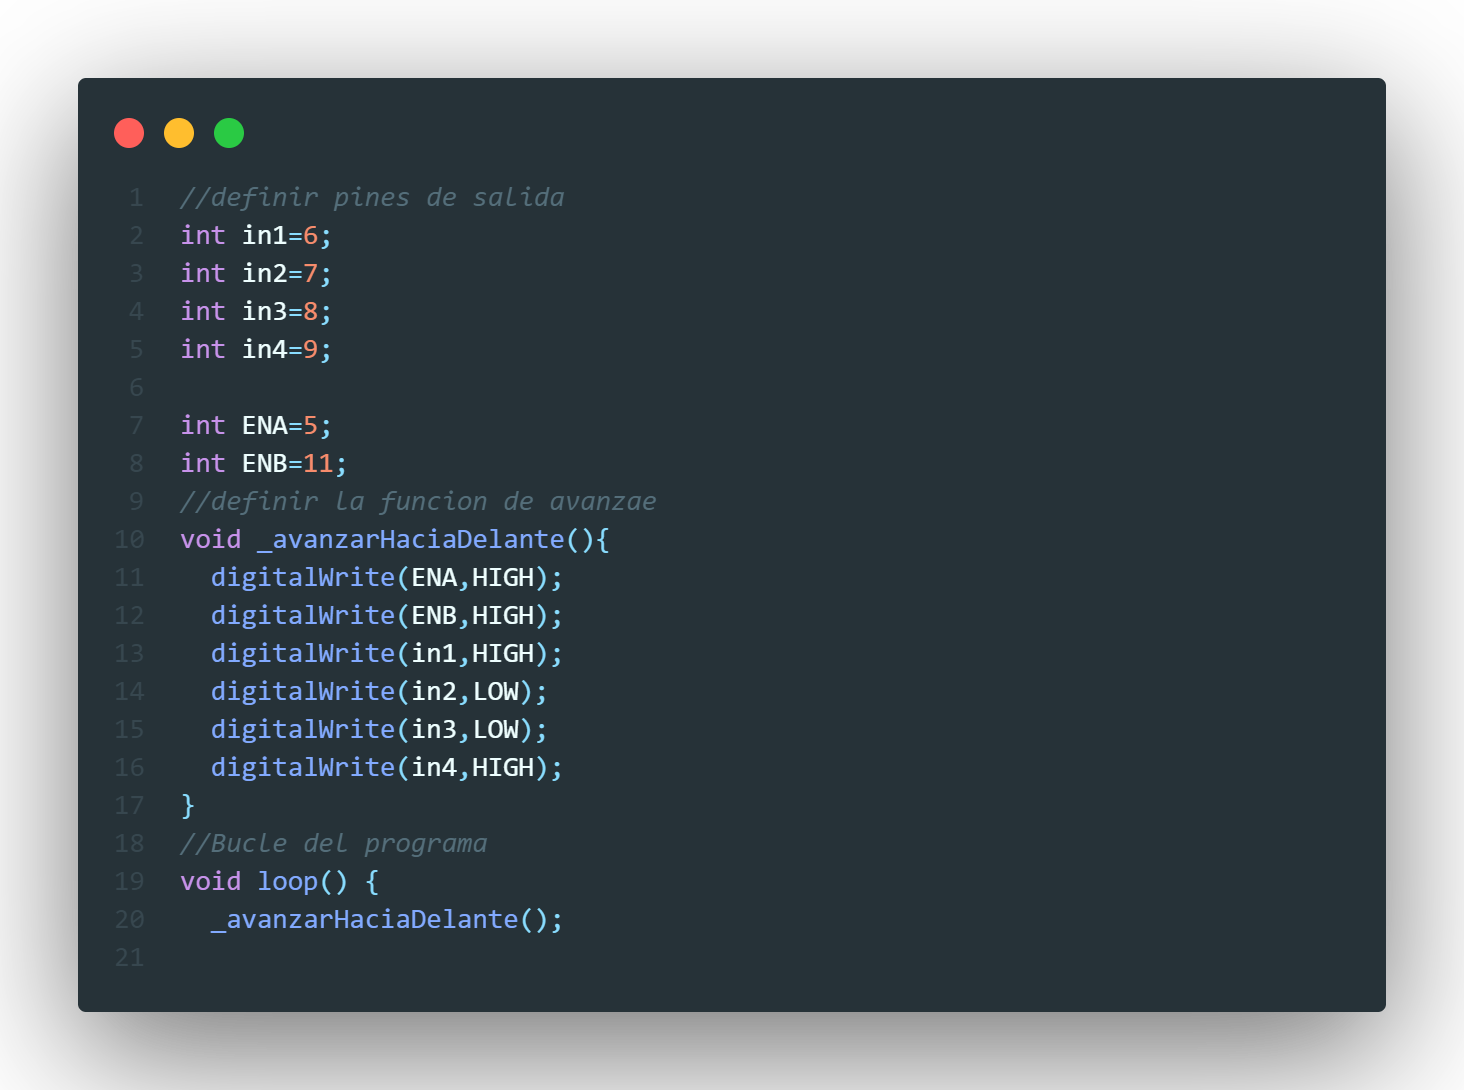 1 //definir pines de salida
2 int in1=6;
3 int in2=7;
4 int in3=8;
5 int in4=9;
6
7 int ENA=5;
8 int ENB=11;
9 //definir la funcion de avanzae
10 void _avanzarHaciaDelante(){
11   digitalWrite(ENA,HIGH);
12   digitalWrite(ENB,HIGH);
13   digitalWrite(in1,HIGH);
14   digitalWrite(in2,LOW);
15   digitalWrite(in3,LOW);
16   digitalWrite(in4,HIGH);
17 }
18 //Bucle del programa
19 void loop() {
20   _avanzarHaciaDelante();
21